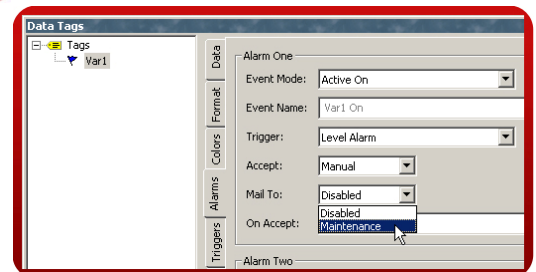 Data Tags
Tags
Var1
Data
Format
Colors
Alarms
Triggers
Alarm One
Event Mode: Active On
Event Name: Var1 On
Trigger: Level Alarm
Accept: Manual
Mail To: Disabled
Disabled
Maintenance
On Accept:
Alarm Two